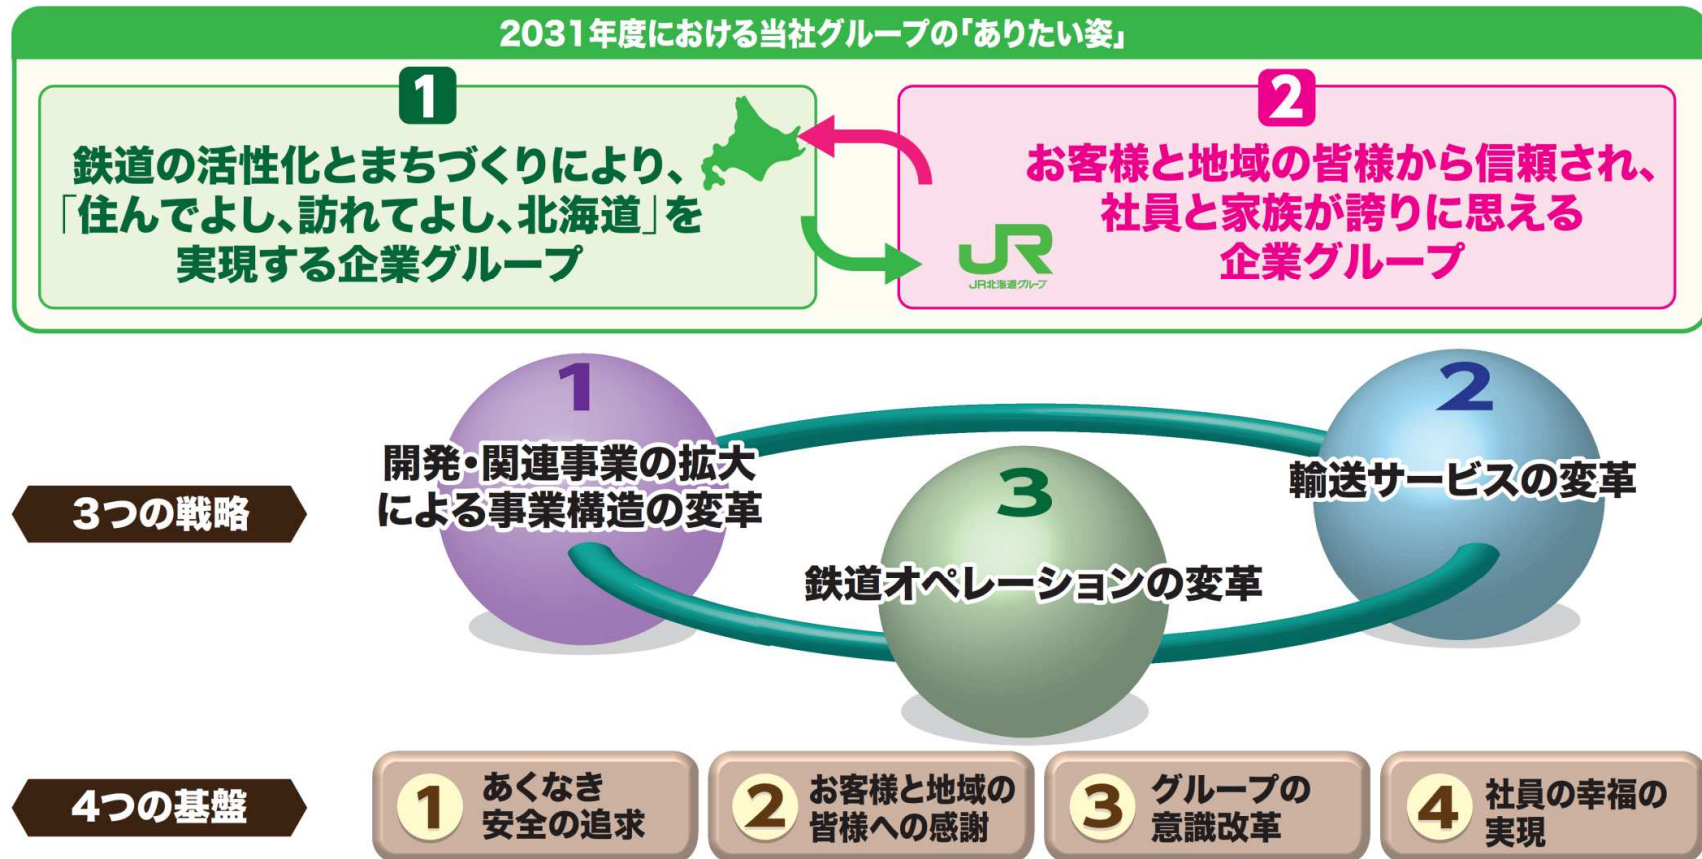 2031年度における当社グループの「ありたい姿」
1
鉄道の活性化とまちづくりにより、
「住んでよし、訪れてよし、北海道」を
実現する企業グループ
2
お客様と地域の皆様から信頼され、
社員と家族が誇りに思える
企業グループ
JR
JR北海道グループ
3つの戦略
1
開発・関連事業の拡大
による事業構造の変革
2
輸送サービスの変革
3
鉄道オペレーションの変革
4つの基盤
1
あくなき
安全の追求
2
お客様と地域の
皆様への感謝
3
グループの
意識改革
4
社員の幸福の
実現